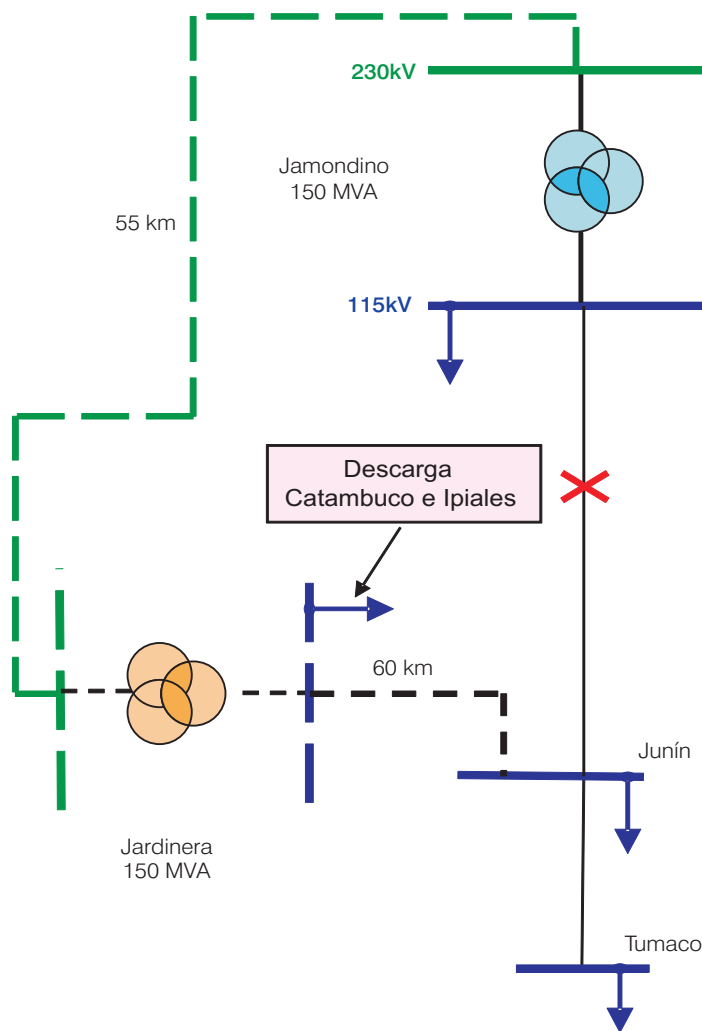 230kV
Jamondino
150 MVA
55 km
115kV
Descarga
Catambuco e Ipiales
60 km
Junín
Jardinera
150 MVA
Tumaco